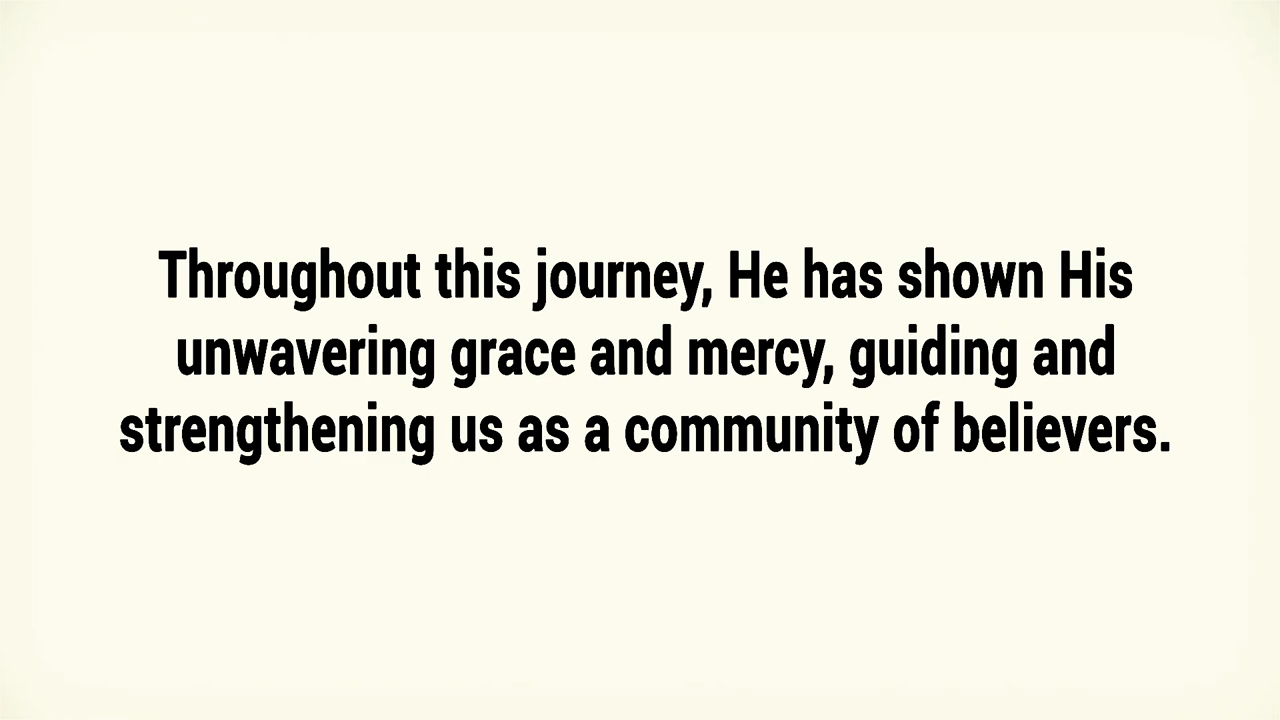 Throughout this journey, He has shown His
unwavering grace and mercy, guiding and
strengthening us as a community of believers.